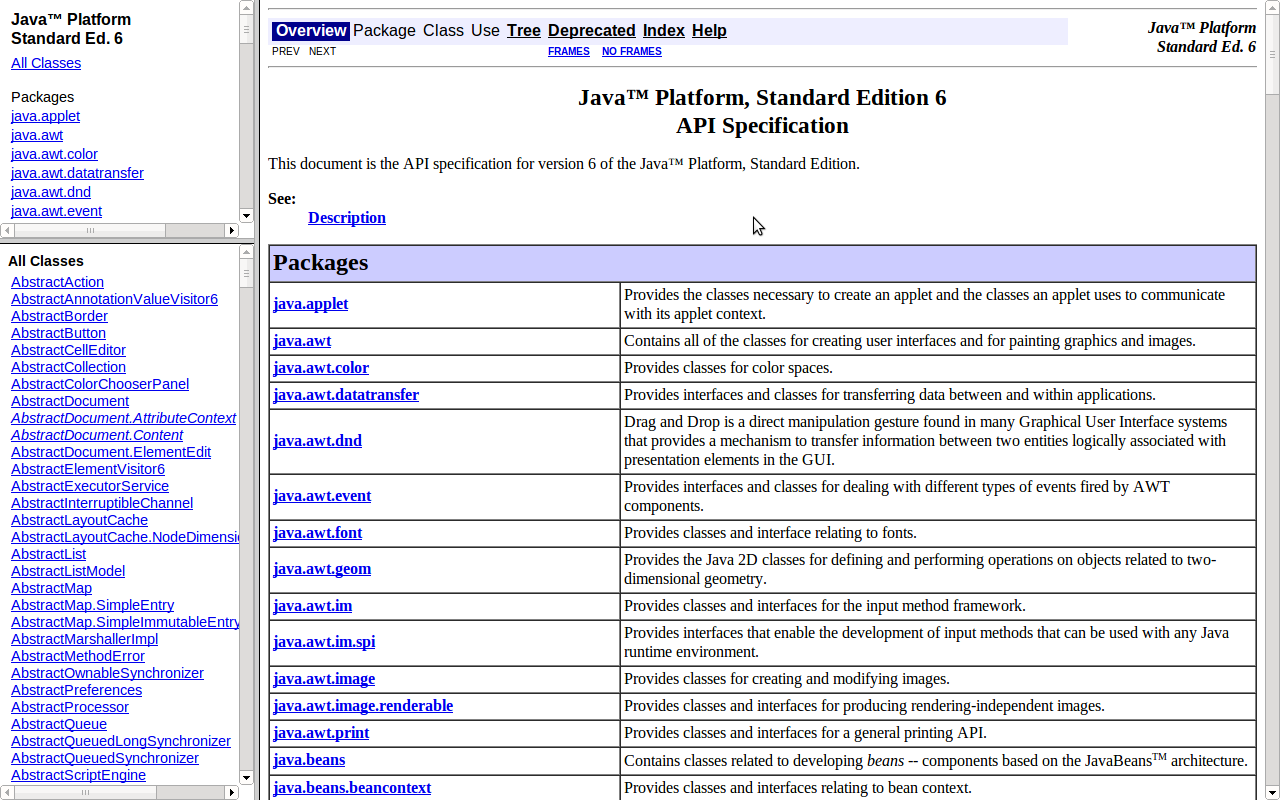 Java™ Platform
Standard Ed. 6
All Classes
Packages
java.applet
java.awt
java.awt.color
java.awt.datatransfer
java.awt.dnd
java.awt.event
All Classes
AbstractAction
AbstractAnnotationValueVisitor6
AbstractBorder
AbstractButton
AbstractCellEditor
AbstractCollection
AbstractColorChooserPanel
AbstractDocument
AbstractDocument.AttributeContext
AbstractDocument.Content
AbstractDocument.ElementEdit
AbstractElementVisitor6
AbstractExecutorService
AbstractInterruptibleChannel
AbstractLayoutCache
AbstractLayoutCache.NodeDimensio
AbstractList
AbstractListModel
AbstractMap
AbstractMap.SimpleEntry
AbstractMap.SimpleImmutableEntry
AbstractMarshallerImpl
AbstractMethodError
AbstractOwnableSynchronizer
AbstractPreferences
AbstractProcessor
AbstractQueue
AbstractQueuedLongSynchronizer
AbstractQueuedSynchronizer
AbstractScriptEngine
Overview Package Class Use Tree Deprecated Index Help
PREV NEXT FRAMES NO FRAMES
Java™ Platform
Standard Ed. 6
Java™ Platform, Standard Edition 6
API Specification
This document is the API specification for version 6 of the Java™ Platform, Standard Edition.
See:
Description
Packages
java.applet Provides the classes necessary to create an applet and the classes an applet uses to communicate
with its applet context.
java.awt Contains all of the classes for creating user interfaces and for painting graphics and images.
java.awt.color Provides classes for color spaces.
java.awt.datatransfer Provides interfaces and classes for transferring data between and within applications.
java.awt.dnd Drag and Drop is a direct manipulation gesture found in many Graphical User Interface systems
that provides a mechanism to transfer information between two entities logically associated with
presentation elements in the GUI.
java.awt.event Provides interfaces and classes for dealing with different types of events fired by AWT
components.
java.awt.font Provides classes and interface relating to fonts.
java.awt.geom Provides the Java 2D classes for defining and performing operations on objects related to two-
dimensional geometry.
java.awt.im Provides classes and interfaces for the input method framework.
java.awt.im.spi Provides interfaces that enable the development of input methods that can be used with any Java
runtime environment.
java.awt.image Provides classes for creating and modifying images.
java.awt.image.renderable Provides classes and interfaces for producing rendering-independent images.
java.awt.print Provides classes and interfaces for a general printing API.
java.beans Contains classes related to developing beans -- components based on the JavaBeansTM architecture.
java.beans.beancontext Provides classes and interfaces relating to bean context.